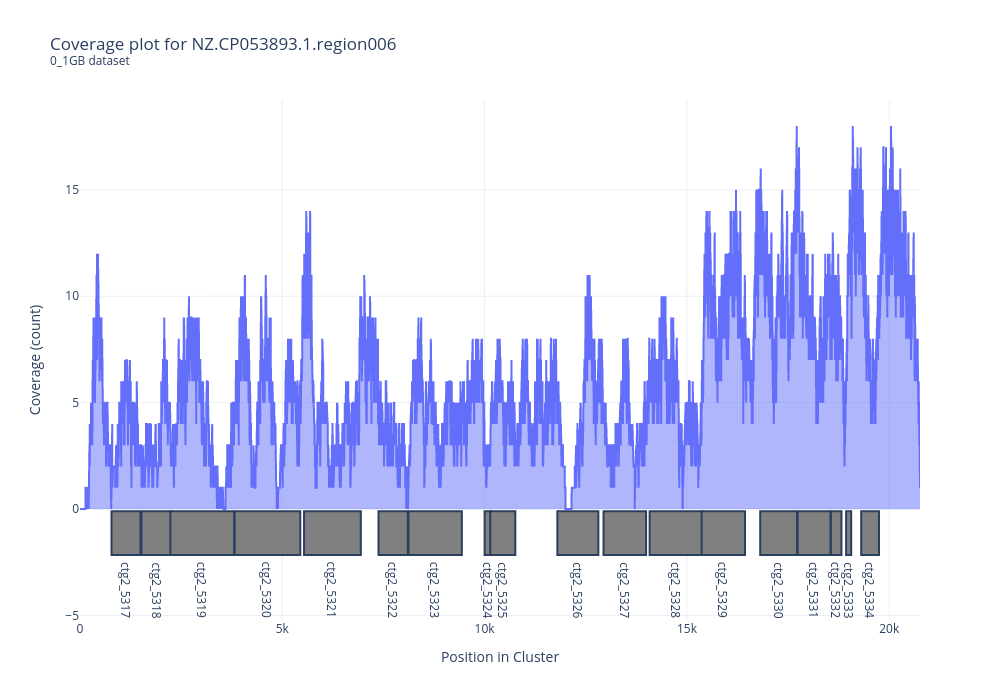 Coverage plot for NZ.CP053893.1.region006
0_1GB dataset
15
10
5
0
−5
Coverage (count)
ctg2_5317
ctg2_5318
ctg2_5319
ctg2_5320
ctg2_5321
ctg2_5322
ctg2_5323
ctg2_5324
ctg2_5325
ctg2_5326
ctg2_5327
ctg2_5328
ctg2_5329
ctg2_5330
ctg2_5331
ctg2_5332
ctg2_5333
ctg2_5334
0
5k
10k
15k
20k
Position in Cluster